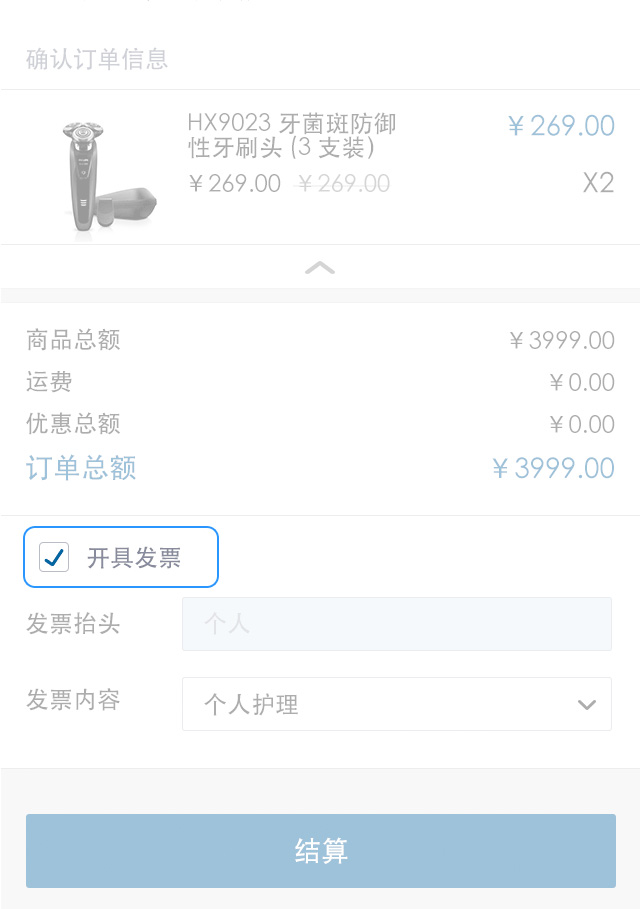 确认订单信息
HX9023 牙菌斑防御
性牙刷头 (3 支装)
¥269.00
¥269.00 ¥269.00
X2
商品总额 ¥3999.00
运费 ¥0.00
优惠总额 ¥0.00
订单总额 ¥3999.00
开具发票
发票抬头 个人
发票内容 个人护理
结算